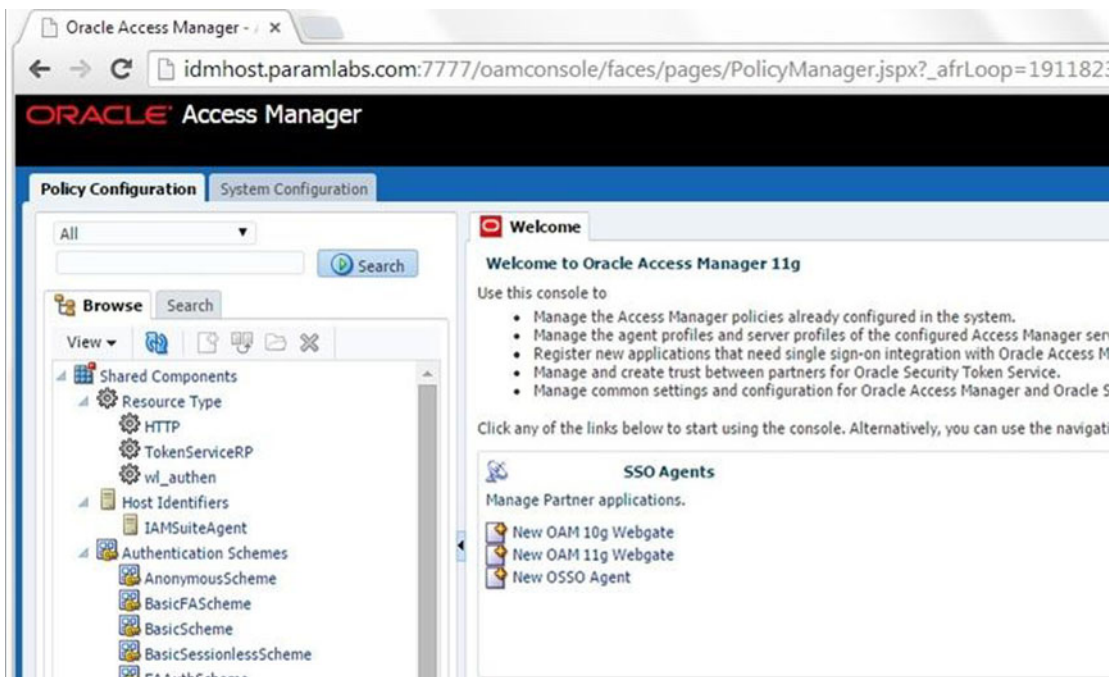 Oracle Access Manager -
idmhost.paramlabs.com:7777/oamconsole/faces/pages/PolicyManager.jspx?_afrLoop=1911823
ORACLE Access Manager
Policy Configuration System Configuration
All
Search
Browse Search
View
Shared Components
Resource Type
HTTP
TokenServiceRP
wl_authen
Host Identifiers
IAMSuiteAgent
Authentication Schemes
AnonymousScheme
BasicFAScheme
BasicScheme
BasicSessionlessScheme
Welcome
Welcome to Oracle Access Manager 11g
Use this console to
Manage the Access Manager policies already configured in the system.
Manage the agent profiles and server profiles of the configured Access Manager ser
Register new applications that need single sign-on integration with Oracle Access M
Manage and create trust between partners for Oracle Security Token Service.
Manage common settings and configuration for Oracle Access Manager and Oracle S
Click any of the links below to start using the console. Alternatively, you can use the navigati
SSO Agents
Manage Partner applications.
New OAM 10g Webgate
New OAM 11g Webgate
New OSSO Agent